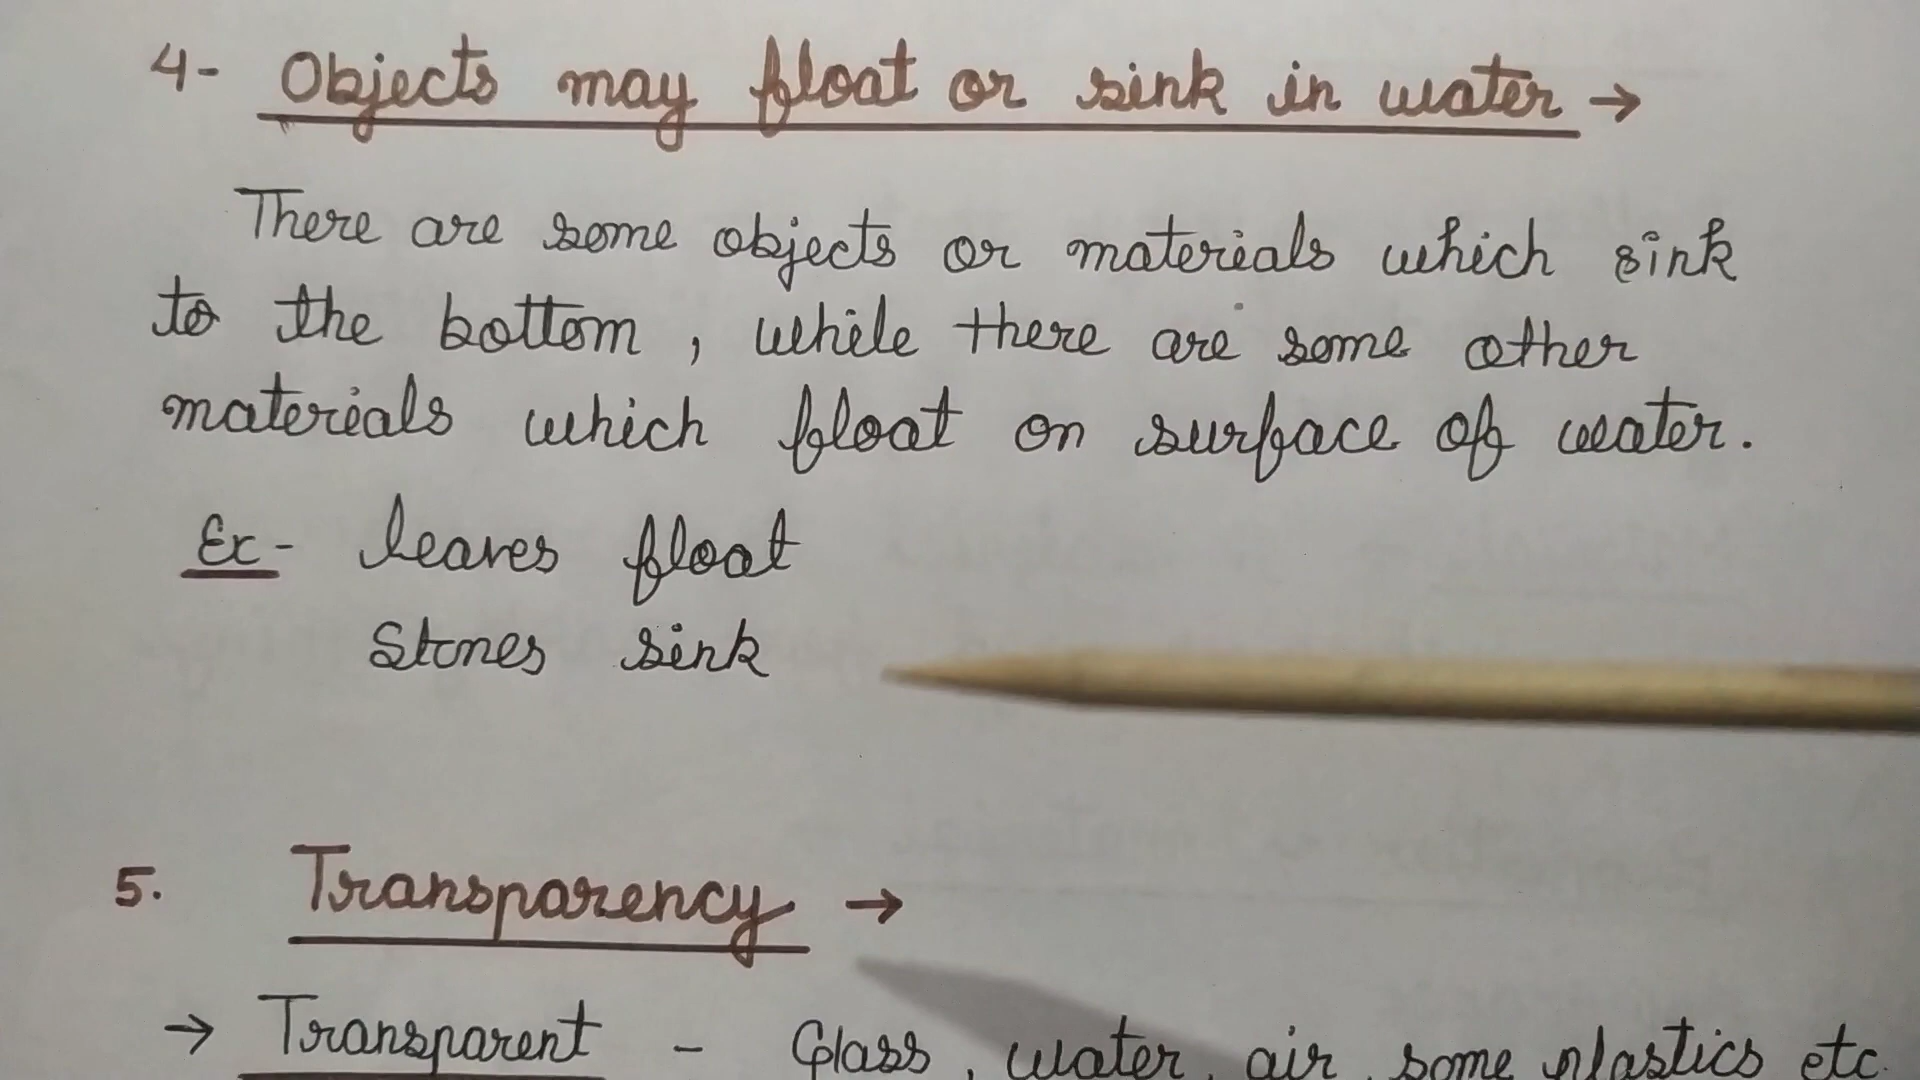 4- Objects may float or sink in water →
There are some objects or materials which sink
to the bottom, while there are some other
materials which float on surface of water.
Ex- leaves float
Stones sink
5. Transparency →
→ Transparent - Glass, water, air, some plastics etc.